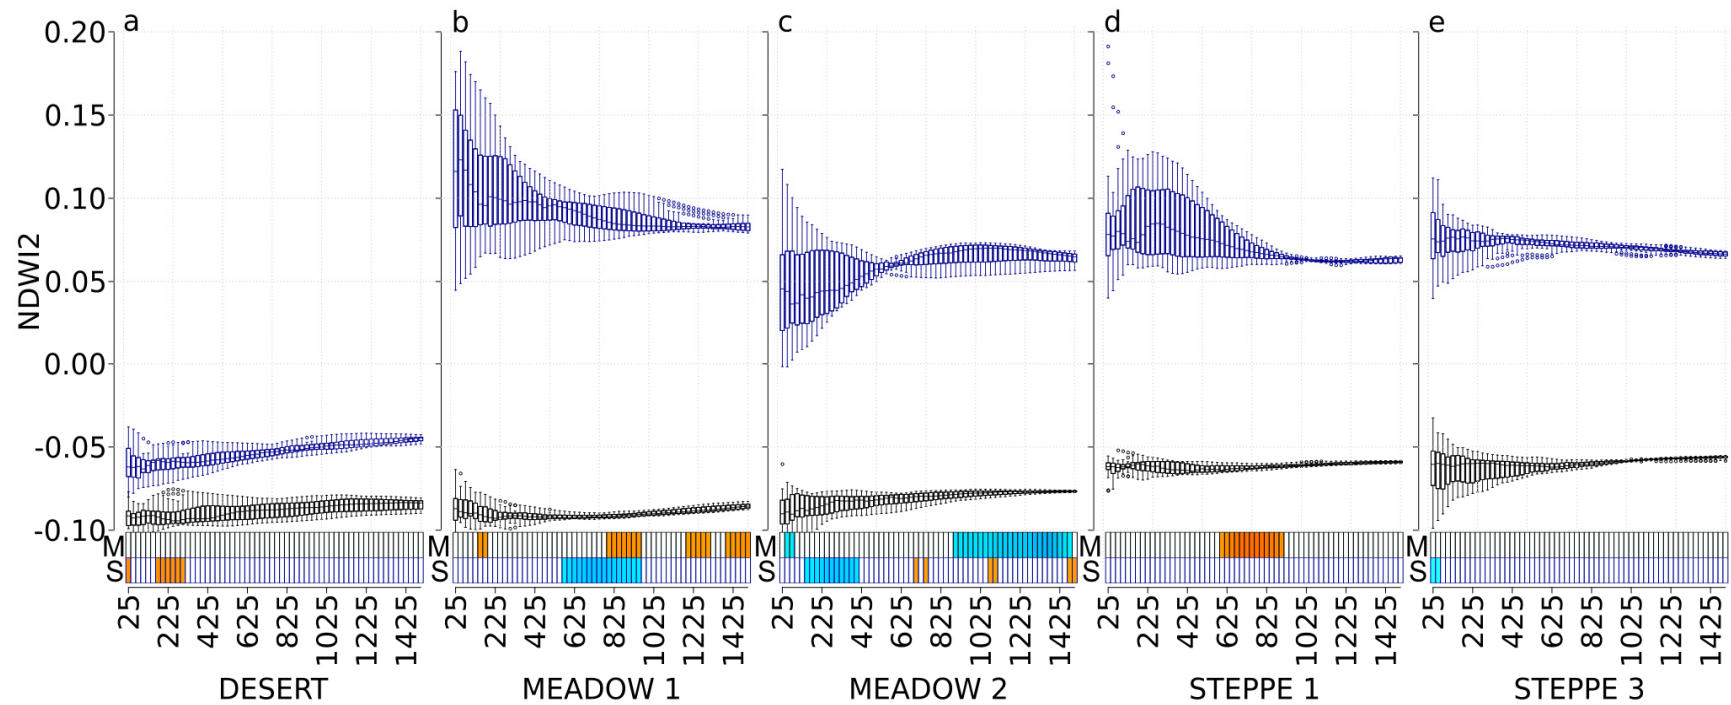 a b c d e
NDWI2
0.20
0.15
0.10
0.05
0.00
-0.05
-0.10
M M M M M
S S S S S
25 225 425 625 825 1025 1225 1425 25 225 425 625 825 1025 1225 1425 25 225 425 625 825 1025 1225 1425 25 225 425 625 825 1025 1225 1425 25 225 425 625 825 1025 1225 1425
DESERT MEADOW 1 MEADOW 2 STEPPE 1 STEPPE 3